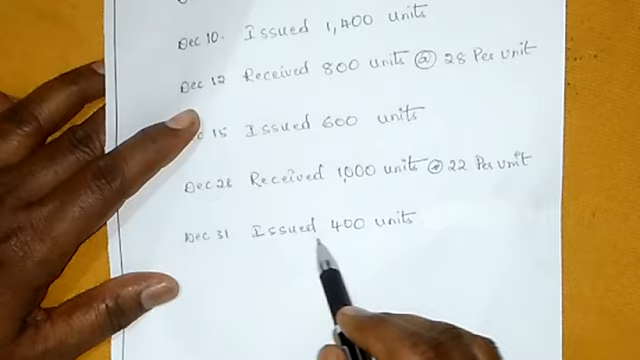 Dec 10. Issued 1,400 units
Dec 12 Received 800 units @ 28 Per unit
15 Issued 600 units
Dec 28 Received 1,000 units @ 22 Per unit
Dec 31 Issued 400 units